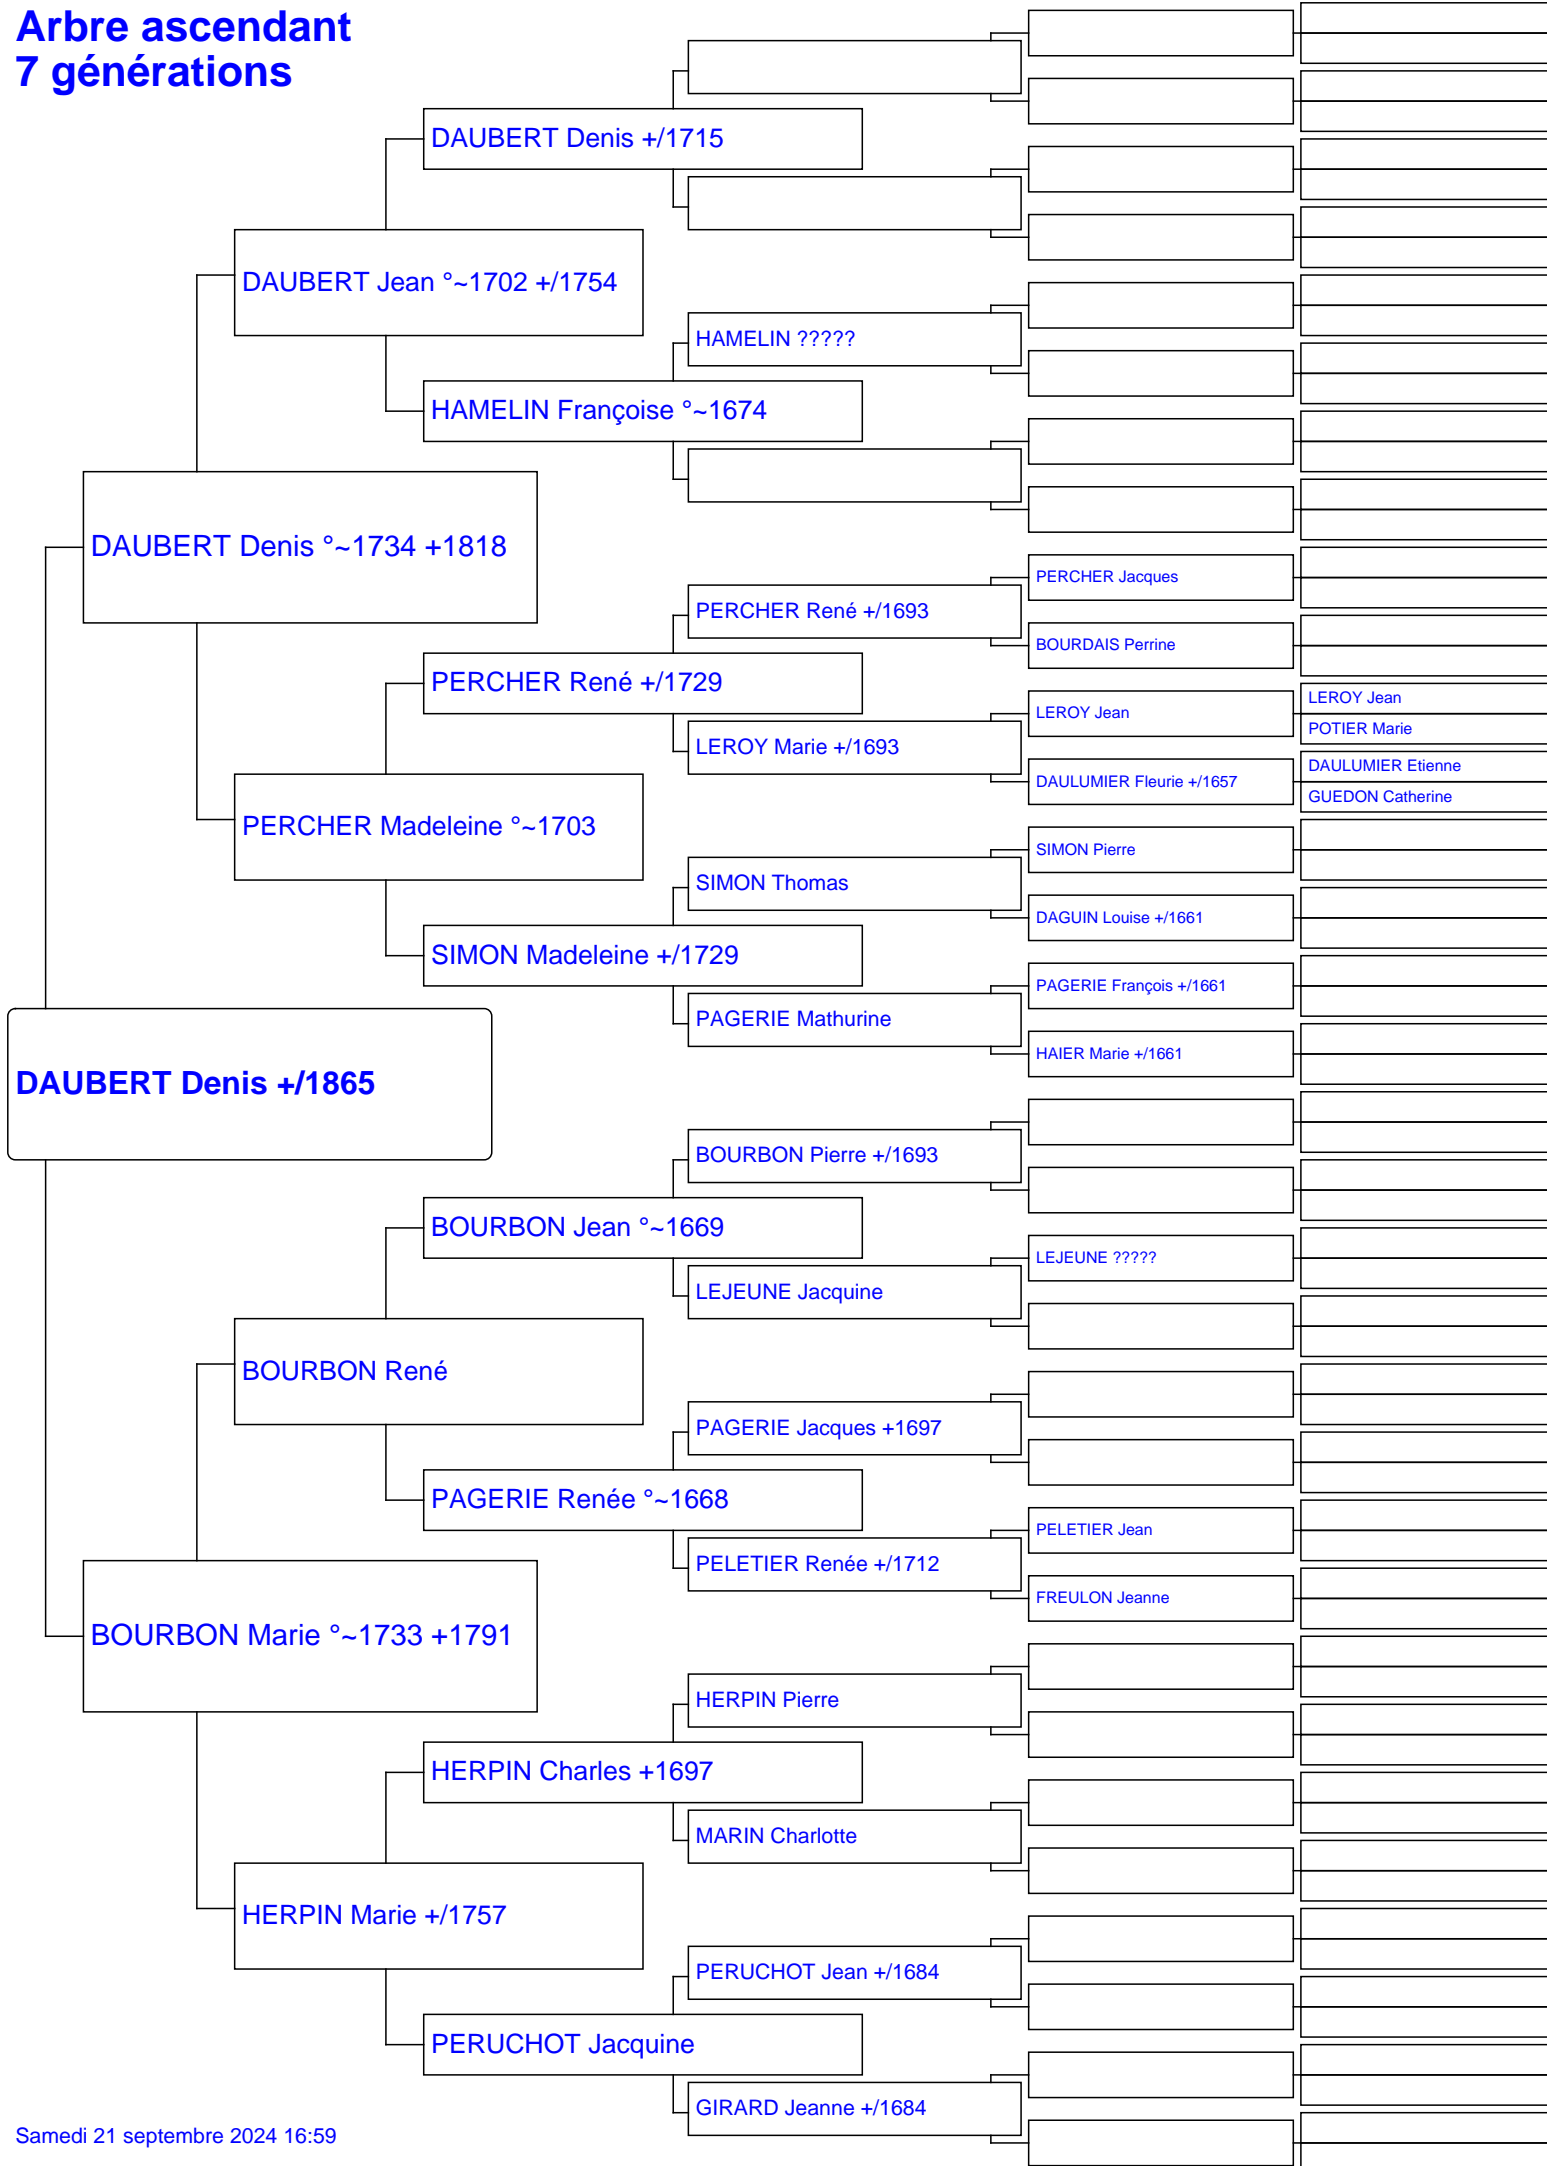 Arbre ascendant
7 générations
DAUBERT Denis +/1715
DAUBERT Jean °~1702 +/1754
HAMELIN ?????
HAMELIN Françoise °~1674
DAUBERT Denis °~1734 +1818
PERCHER Jacques
PERCHER René +/1693
BOURDAIS Perrine
PERCHER René +/1729
LEROY Jean
LEROY Jean
POTIER Marie
LEROY Marie +/1693
DAULUMIER Etienne
DAULUMIER Fleurie +/1657
GUEDON Catherine
PERCHER Madeleine °~1703
SIMON Pierre
SIMON Thomas
DAGUIN Louise +/1661
SIMON Madeleine +/1729
PAGERIE François +/1661
PAGERIE Mathurine
HAIER Marie +/1661
DAUBERT Denis +/1865
BOURBON Pierre +/1693
BOURBON Jean °~1669
LEJEUNE ?????
LEJEUNE Jacquine
BOURBON René
PAGERIE Jacques +1697
PAGERIE Renée °~1668
PELETIER Jean
PELETIER Renée +/1712
FREULON Jeanne
BOURBON Marie °~1733 +1791
HERPIN Pierre
HERPIN Charles +1697
MARIN Charlotte
HERPIN Marie +/1757
PERUCHOT Jean +/1684
PERUCHOT Jacquine
GIRARD Jeanne +/1684
Samedi 21 septembre 2024 16:59